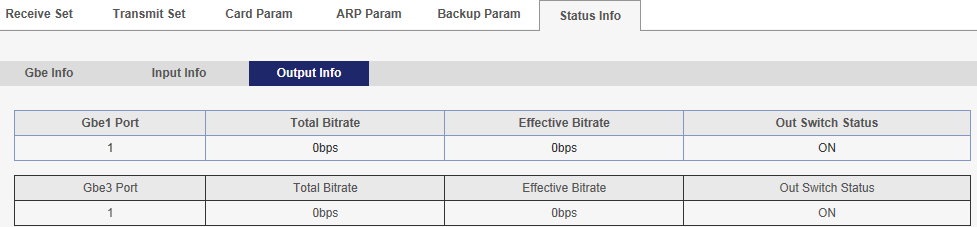 Receive Set Transmit Set Card Param ARP Param Backup Param Status Info
Gbe Info Input Info Output Info
Gbe1 Port Total Bitrate Effective Bitrate Out Switch Status
1 0bps 0bps ON
Gbe3 Port Total Bitrate Effective Bitrate Out Switch Status
1 0bps 0bps ON